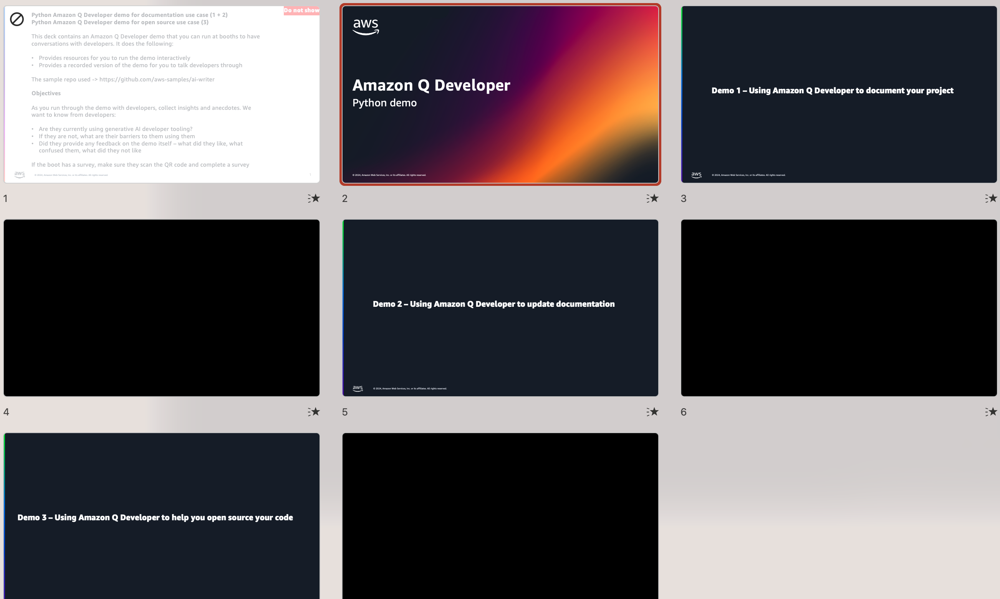 Do not show
Python Amazon Q Developer demo for documentation use case (1 + 2)
Python Amazon Q Developer demo for open source use case (3)
This deck contains an Amazon Q Developer demo that you can run at booths to have
conversations with developers. It does the following:
• Provides resources for you to run the demo interactively
• Provides a recorded version of the demo for you to talk developers through
The sample repo used -> https://github.com/aws-samples/ai-writer
Objectives
As you run through the demo with developers, collect insights and anecdotes. We
want to know from developers:
• Are they currently using generative AI developer tooling?
• If they are not, what are their barriers to them using them
• Did they provide any feedback on the demo itself – what did they like, what
confused them, what did they not like
If the boot has a survey, make sure they scan the QR code and complete a survey
aws
© 2024, Amazon Web Services, Inc. or its affiliates. All rights reserved.
1
1
aws
Amazon Q Developer
Python demo
© 2024, Amazon Web Services, Inc. or its affiliates. All rights reserved.
2
Demo 1 – Using Amazon Q Developer to document your project
aws
© 2024, Amazon Web Services, Inc. or its affiliates. All rights reserved.
3
4
Demo 2 – Using Amazon Q Developer to update documentation
aws
© 2024, Amazon Web Services, Inc. or its affiliates. All rights reserved.
5
6
Demo 3 – Using Amazon Q Developer to help you open source your code